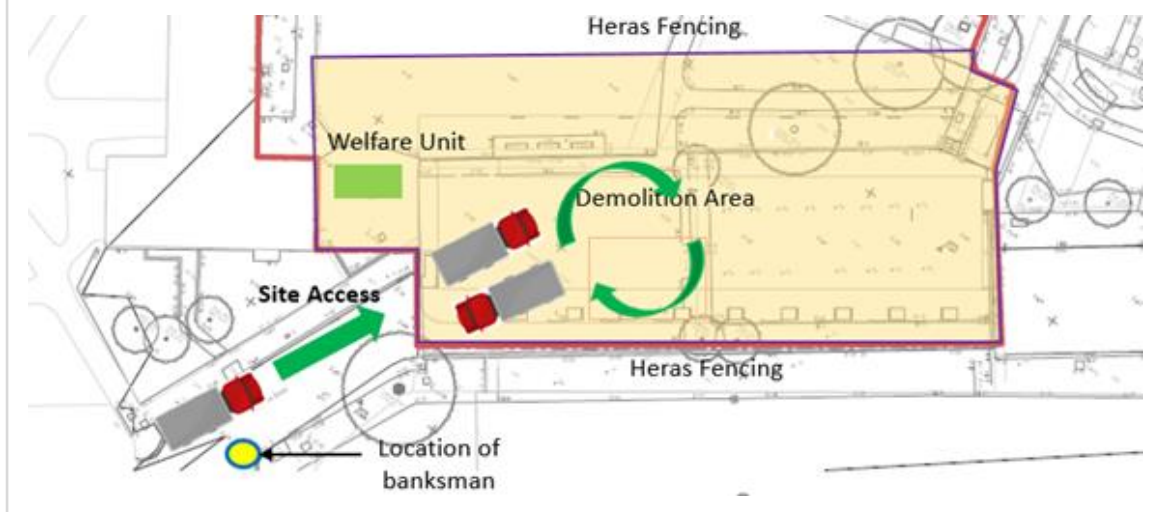 Heras Fencing
Welfare Unit
Demolition Area
Site Access
Heras Fencing
Location of
banksman